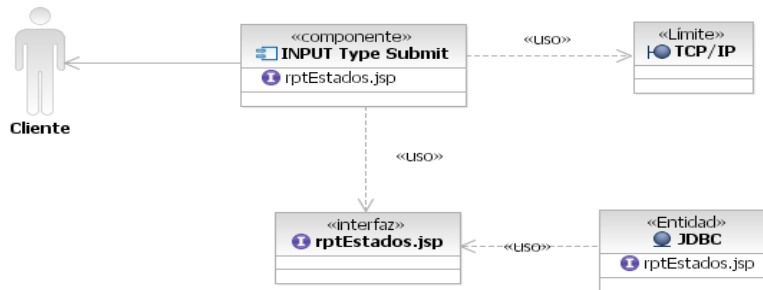 «componente»
INPUT Type Submit
rptEstados.jsp
«uso»
«Límite»
TCP/IP
Cliente
«uso»
«interfaz»
rptEstados.jsp
«uso»
«Entidad»
JDBC
rptEstados.jsp